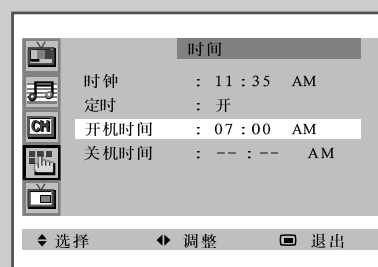 时间
时钟 : 11:35 AM
定时 : 开
开机时间 : 07:00 AM
CH
关机时间 : --:-- AM
选择 调整 退出